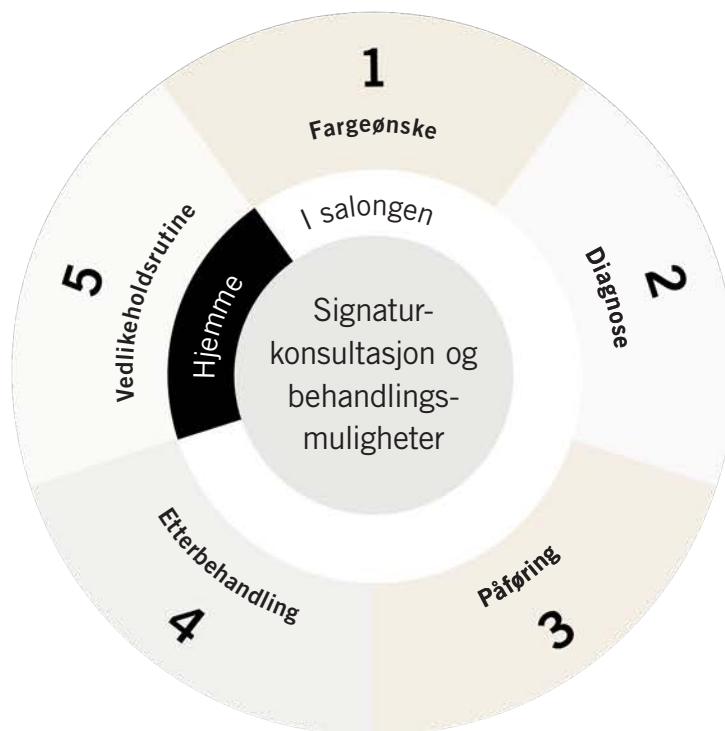 1
Fargeønske
I salongen
2
Diagnose
3
Påføring
4
Etterbehandling
5
Vedlikeholdsrutine
Hjemme
Signatur-
konsultasjon og
behandlings-
muligheter